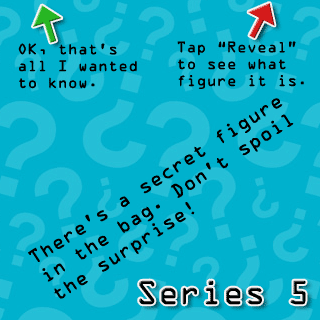 OK, that's
all I wanted
to know.
Tap “Reveal”
to see what
figure it is.
There's a secret figure
in the bag. Don't spoil
the surprise!
Series 5